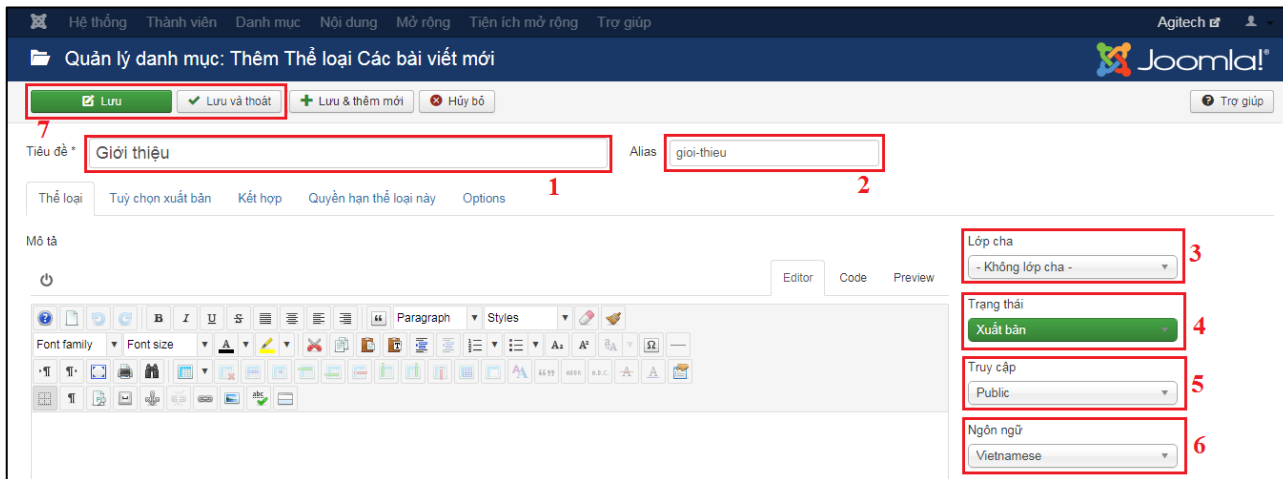 Hệ thống Thành viên Danh mục Nội dung Mở rộng Tiện ích mở rộng Trợ giúp Agitech
Quản lý danh mục: Thêm Thể loại Các bài viết mới Joomla!®
Lưu Lưu và thoát Lưu & thêm mới Hủy bỏ Trợ giúp
7
Tiêu đề * Giới thiệu Alias gioi-thieu
1 2
Thể loại Tuỳ chọn xuất bản Kết hợp Quyền hạn thể loại này Options
Mô tả Lớp cha
Editor Code Preview - Không lớp cha - 3
Trạng thái
B I U S Paragraph Styles Xuất bản 4
Font family Font size A
Truy cập
Public 5
Ngôn ngữ
Vietnamese 6